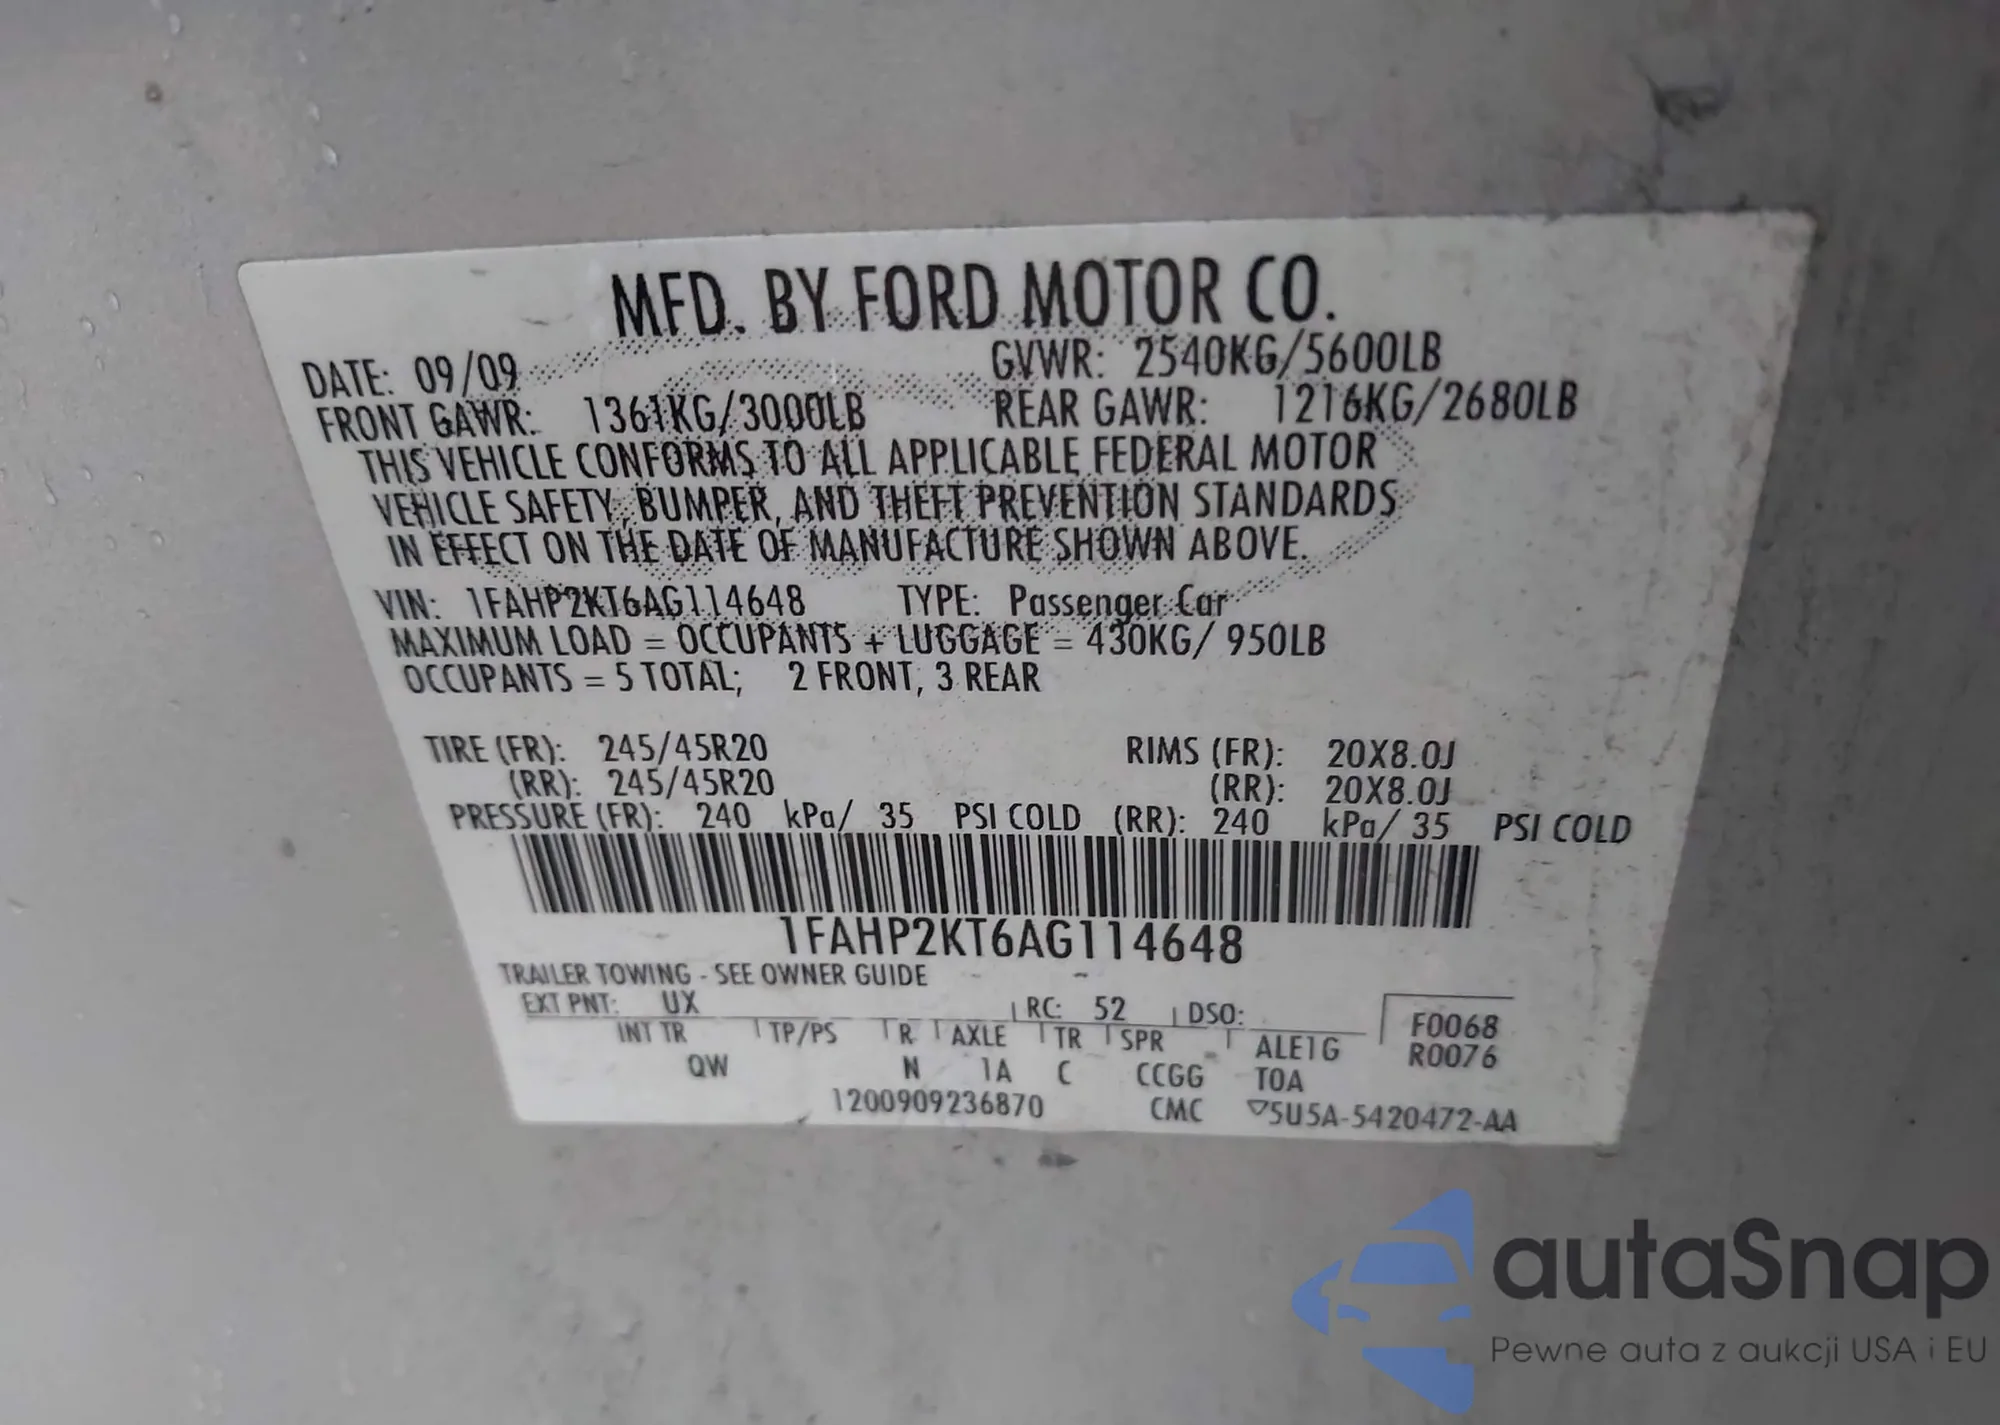 MFD. BY FORD MOTOR CO.
DATE: 09/09 GVWR: 2540KG/5600LB
FRONT GAWR: 1361KG/3000LB REAR GAWR: 1216KG/2680LB
THIS VEHICLE CONFORMS TO ALL APPLICABLE FEDERAL MOTOR
VEHICLE SAFETY, BUMPER, AND THEFT PREVENTION STANDARDS
IN EFFECT ON THE DATE OF MANUFACTURE SHOWN ABOVE.
VIN: 1FAHP2KT6AG114648 TYPE: Passenger Car
MAXIMUM LOAD = OCCUPANTS + LUGGAGE = 430KG/ 950LB
OCCUPANTS = 5 TOTAL; 2 FRONT, 3 REAR
TIRE (FR): 245/45R20 RIMS (FR): 20X8.0J
(RR): 245/45R20 (RR): 20X8.0J
PRESSURE (FR): 240 kPa/ 35 PSI COLD (RR): 240 kPa/ 35 PSI COLD
1FAHP2KT6AG114648
TRAILER TOWING - SEE OWNER GUIDE
EXT PNT: UX RC: 52 DSO: F0068
INT TR TP/PS R AXLE TR SPR ALE1G R0076
QW N 1A C CCGG TOA
1200909236870 CMC ▽5U5A-5420472-AA
autaSnap
Pewne auta z aukcji USA i EU